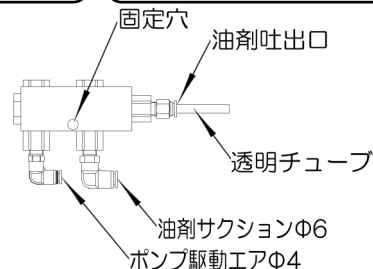 固定穴
油剤吐出口
透明チューブ
油剤サクションΦ6
ポンプ駆動エアΦ4